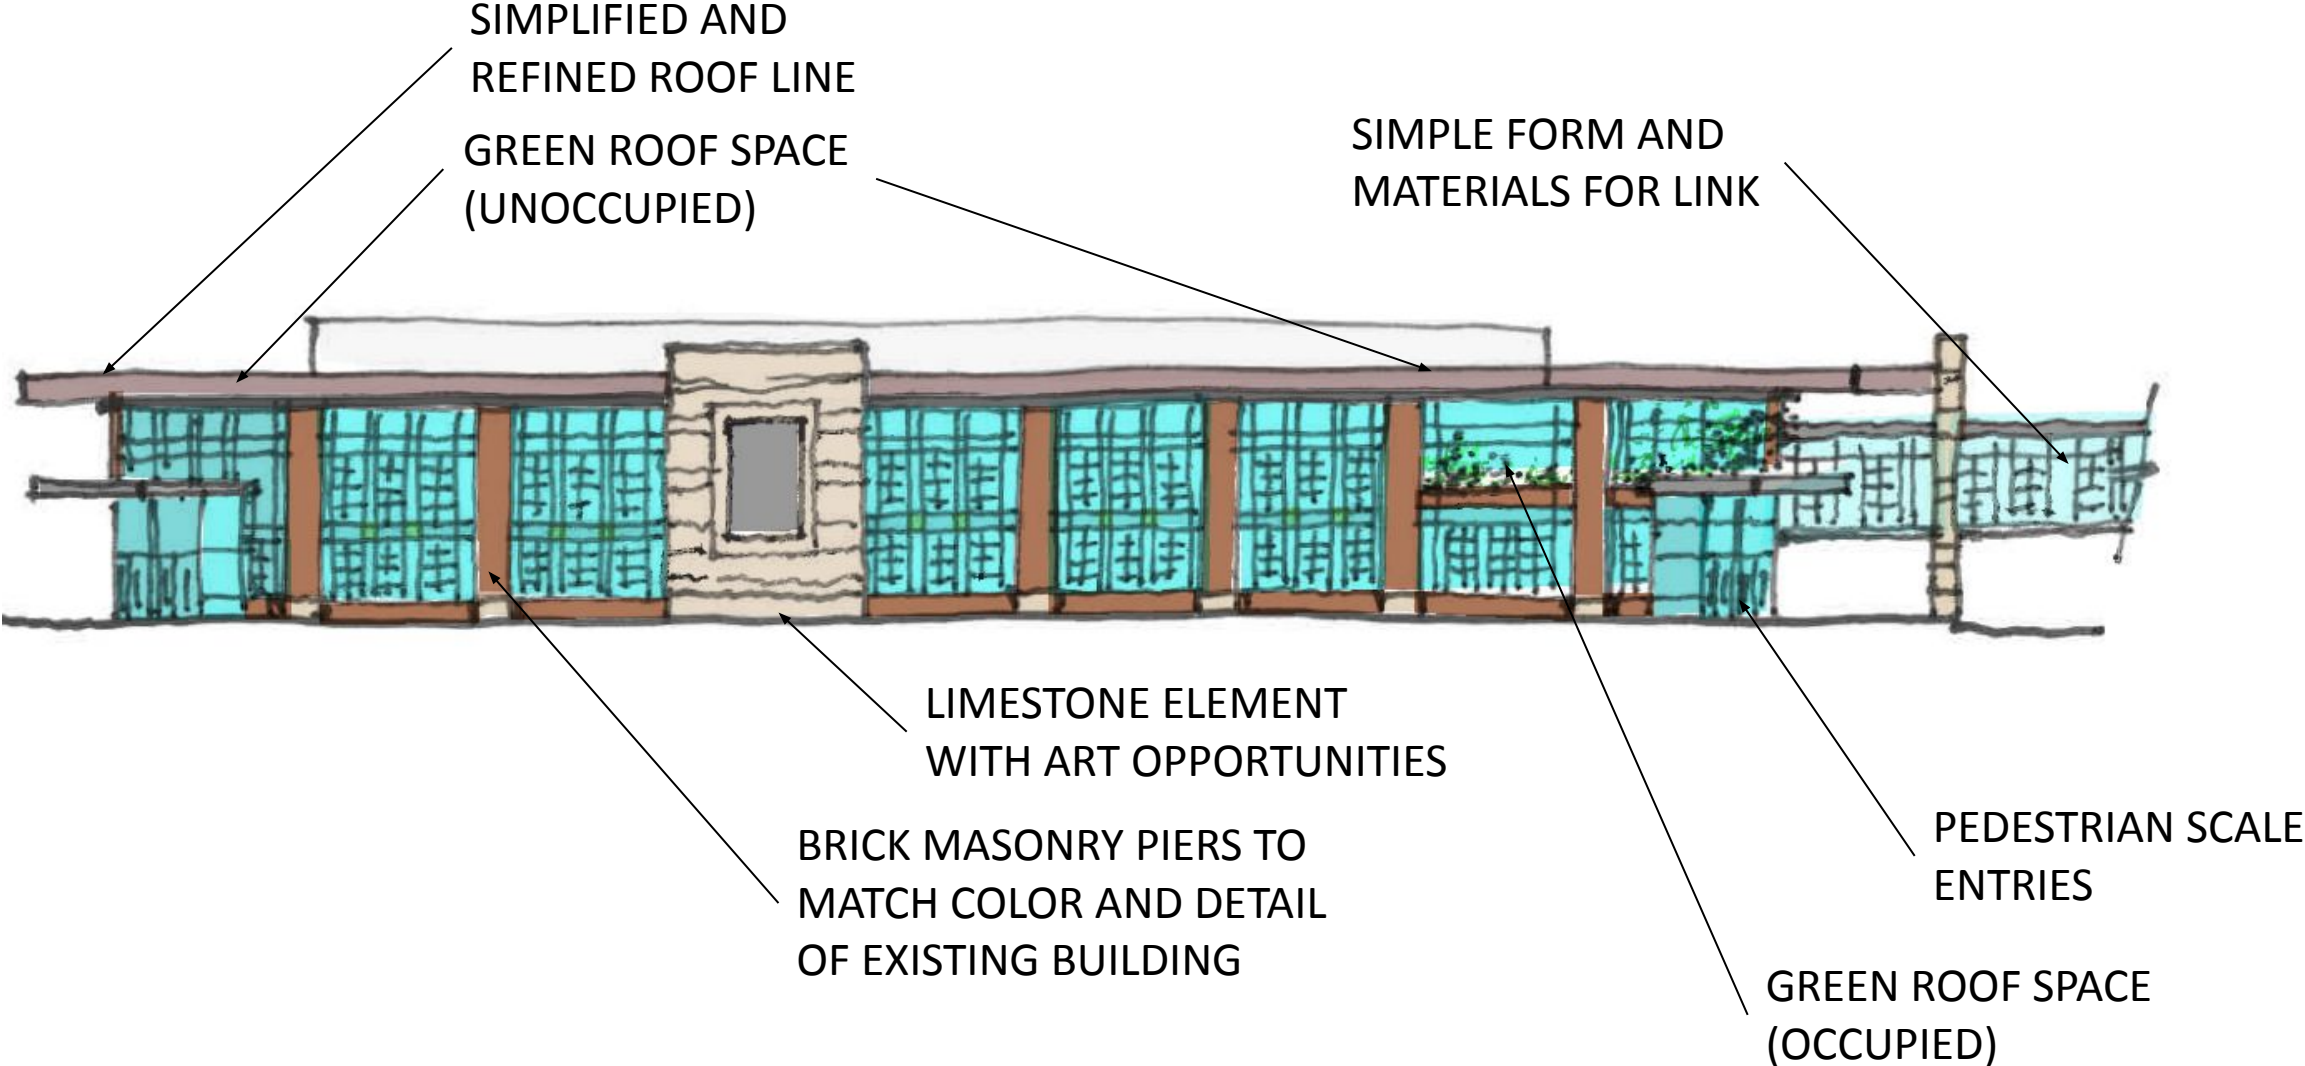 SIMPLIFIED AND
REFINED ROOF LINE
GREEN ROOF SPACE
(UNOCCUPIED)
SIMPLE FORM AND
MATERIALS FOR LINK
LIMESTONE ELEMENT
WITH ART OPPORTUNITIES
BRICK MASONRY PIERS TO
MATCH COLOR AND DETAIL
OF EXISTING BUILDING
PEDESTRIAN SCALE
ENTRIES
GREEN ROOF SPACE
(OCCUPIED)